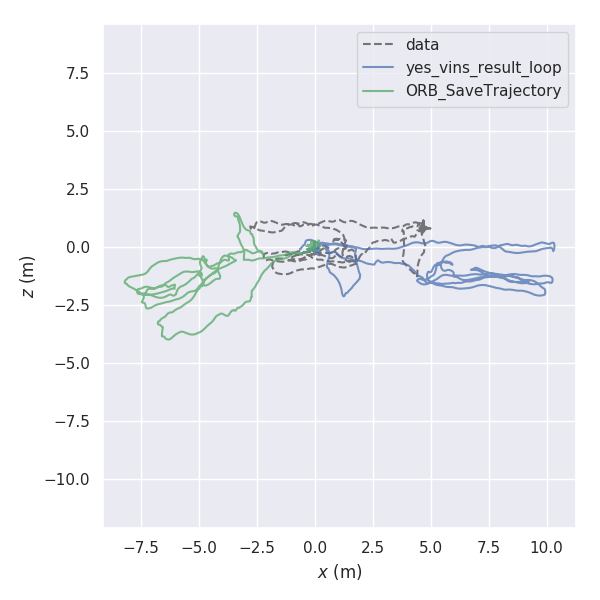 data
yes_vins_result_loop
ORB_SaveTrajectory
7.5
5.0
2.5
0.0
−2.5
−5.0
−7.5
−10.0
z (m)
−7.5 −5.0 −2.5 0.0 2.5 5.0 7.5 10.0
x (m)